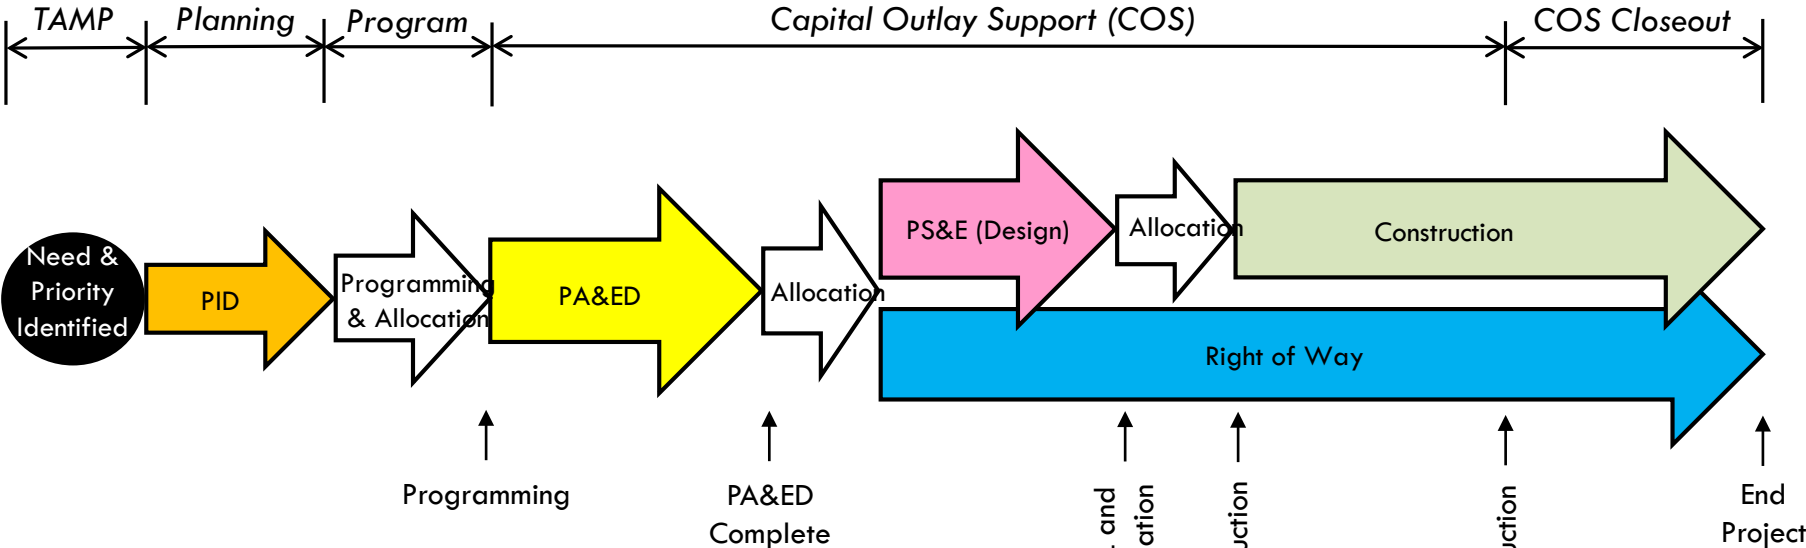 TAMP
Planning
Program
Capital Outlay Support (COS)
COS Closeout
Need &
Priority
Identified
PID
Programming
& Allocation
PA&ED
Allocation
PS&E (Design)
Allocation
Construction
Right of Way
Programming
PA&ED
Complete
and
End
Project